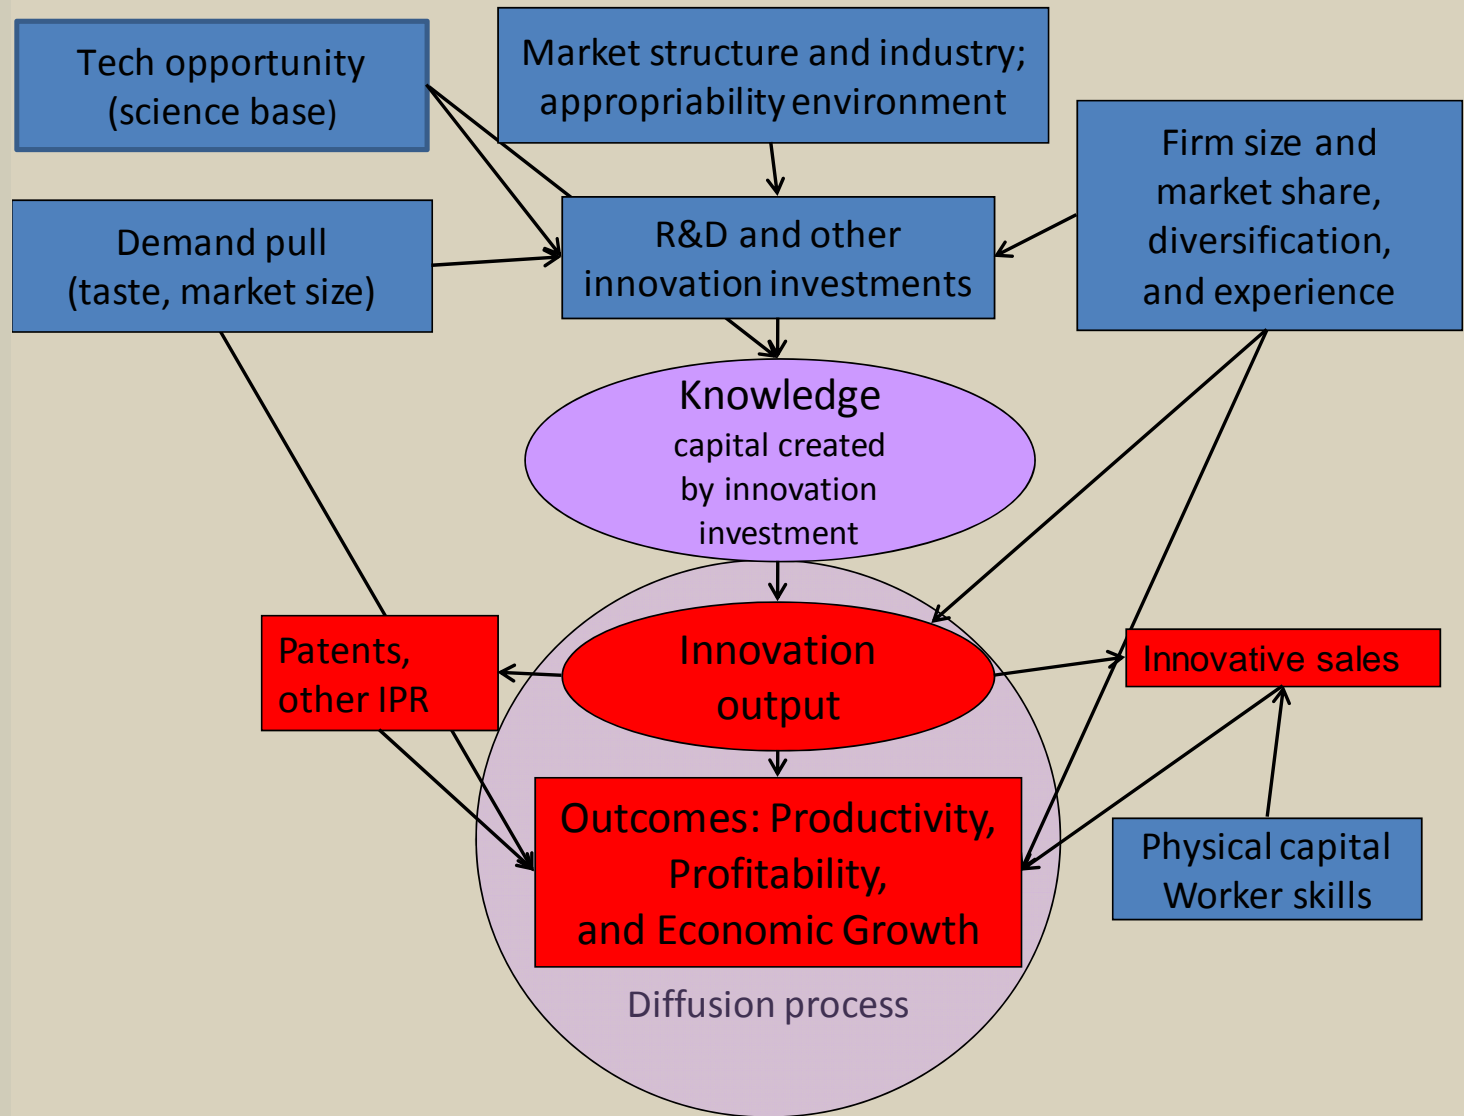 Tech opportunity
(science base)
Market structure and industry;
appropriability environment
Firm size and
market share,
diversification,
and experience
Demand pull
(taste, market size)
R&D and other
innovation investments
Knowledge
capital created
by innovation
investment
Patents,
other IPR
Innovation
output
Innovative sales
Outcomes: Productivity,
Profitability,
and Economic Growth
Physical capital
Worker skills
Diffusion process